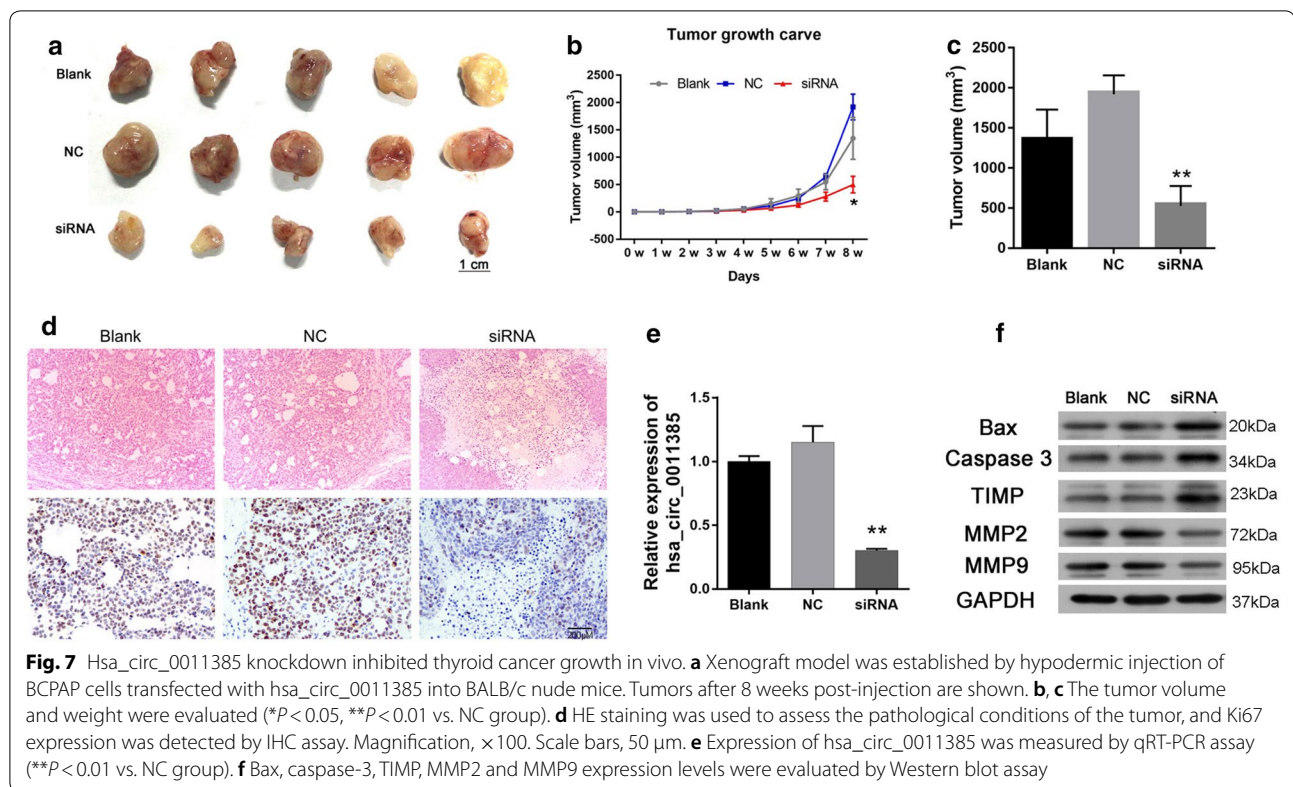 a
Blank
NC
siRNA
1 cm
b
Tumor growth carve
Blank NC siRNA
Tumor volume (mm³)
2500
2000
1500
1000
500
0
-500
*
0 w 1 w 2 w 3 w 4 w 5 w 6 w 7 w 8 w
Days
c
Tumor volume (mm³)
2500
2000
1500
1000
500
0
**
Blank NC siRNA
d
Blank NC siRNA
200μM
e
Relative expression of
hsa_circ_0011385
1.5
1.0
0.5
0.0
**
Blank NC siRNA
f
Blank NC siRNA
Bax 20kDa
Caspase 3 34kDa
TIMP 23kDa
MMP2 72kDa
MMP9 95kDa
GAPDH 37kDa
Fig. 7 Hsa_circ_0011385 knockdown inhibited thyroid cancer growth in vivo. a Xenograft model was established by hypodermic injection of
BCPAP cells transfected with hsa_circ_0011385 into BALB/c nude mice. Tumors after 8 weeks post-injection are shown. b, c The tumor volume
and weight were evaluated (*P < 0.05, **P < 0.01 vs. NC group). d HE staining was used to assess the pathological conditions of the tumor, and Ki67
expression was detected by IHC assay. Magnification, × 100. Scale bars, 50 μm. e Expression of hsa_circ_0011385 was measured by qRT-PCR assay
(**P < 0.01 vs. NC group). f Bax, caspase-3, TIMP, MMP2 and MMP9 expression levels were evaluated by Western blot assay